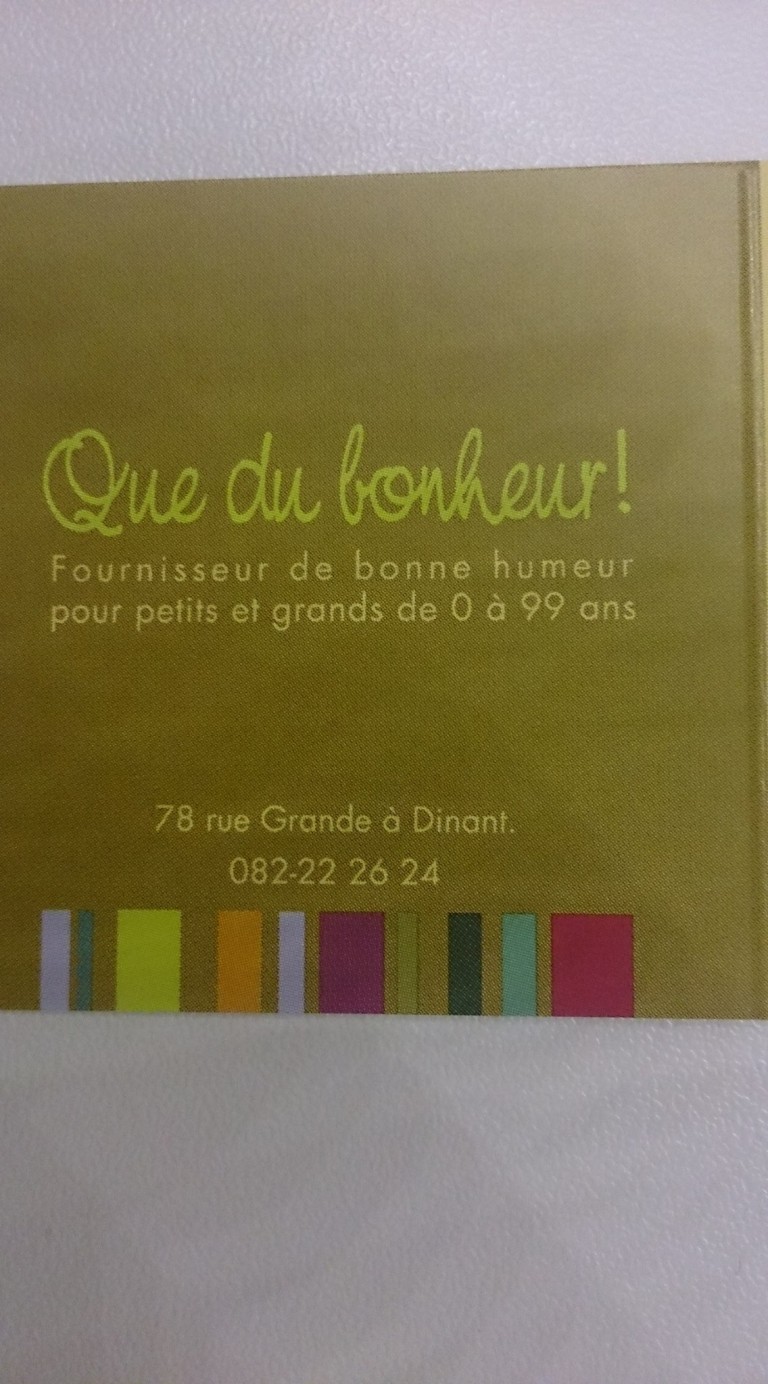 Que du bonheur!
Fournisseur de bonne humeur
pour petits et grands de 0 à 99 ans
78 rue Grande à Dinant.
082-22 26 24